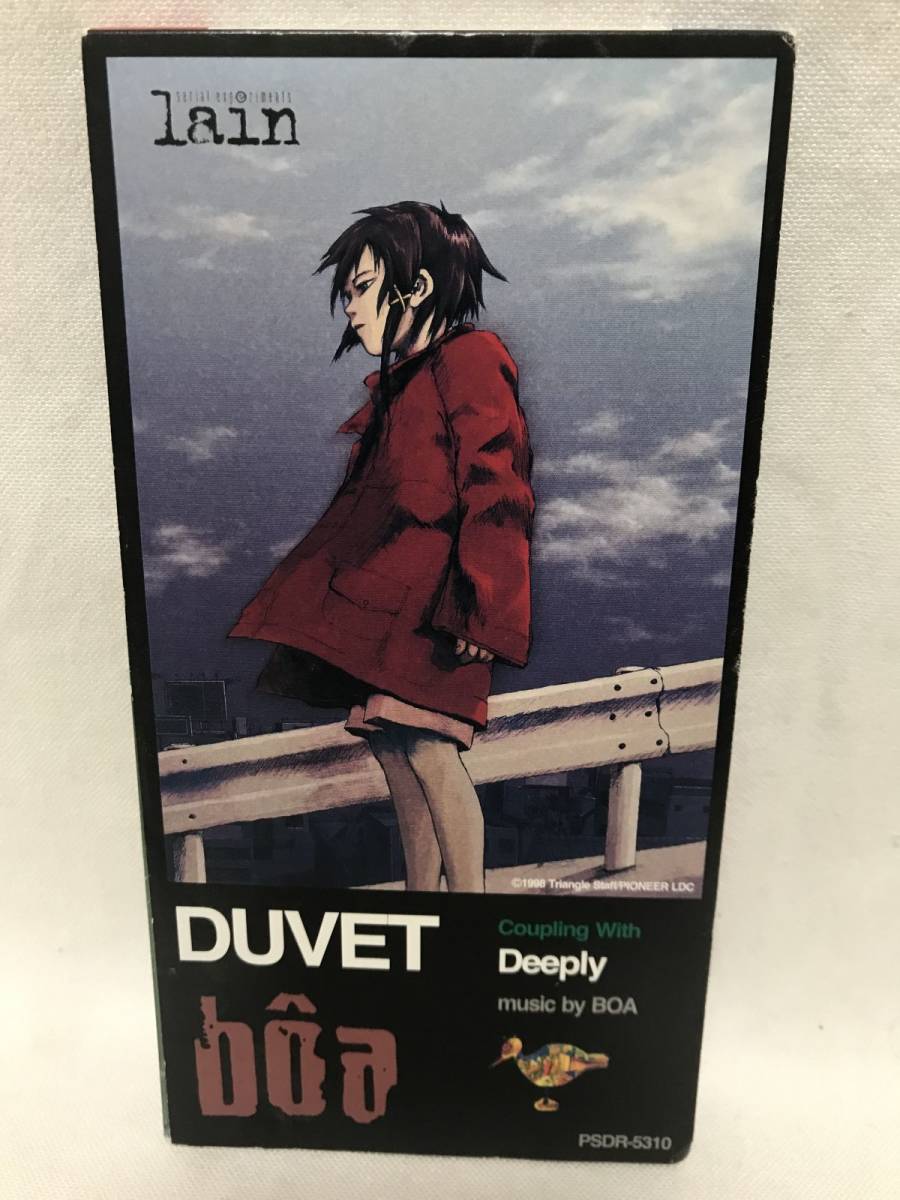 serial experiments
lain
©1998 Triangle Staff/PIONEER LDC
DUVET
bôa
Coupling With
Deeply
music by BOA
PSDR-5310